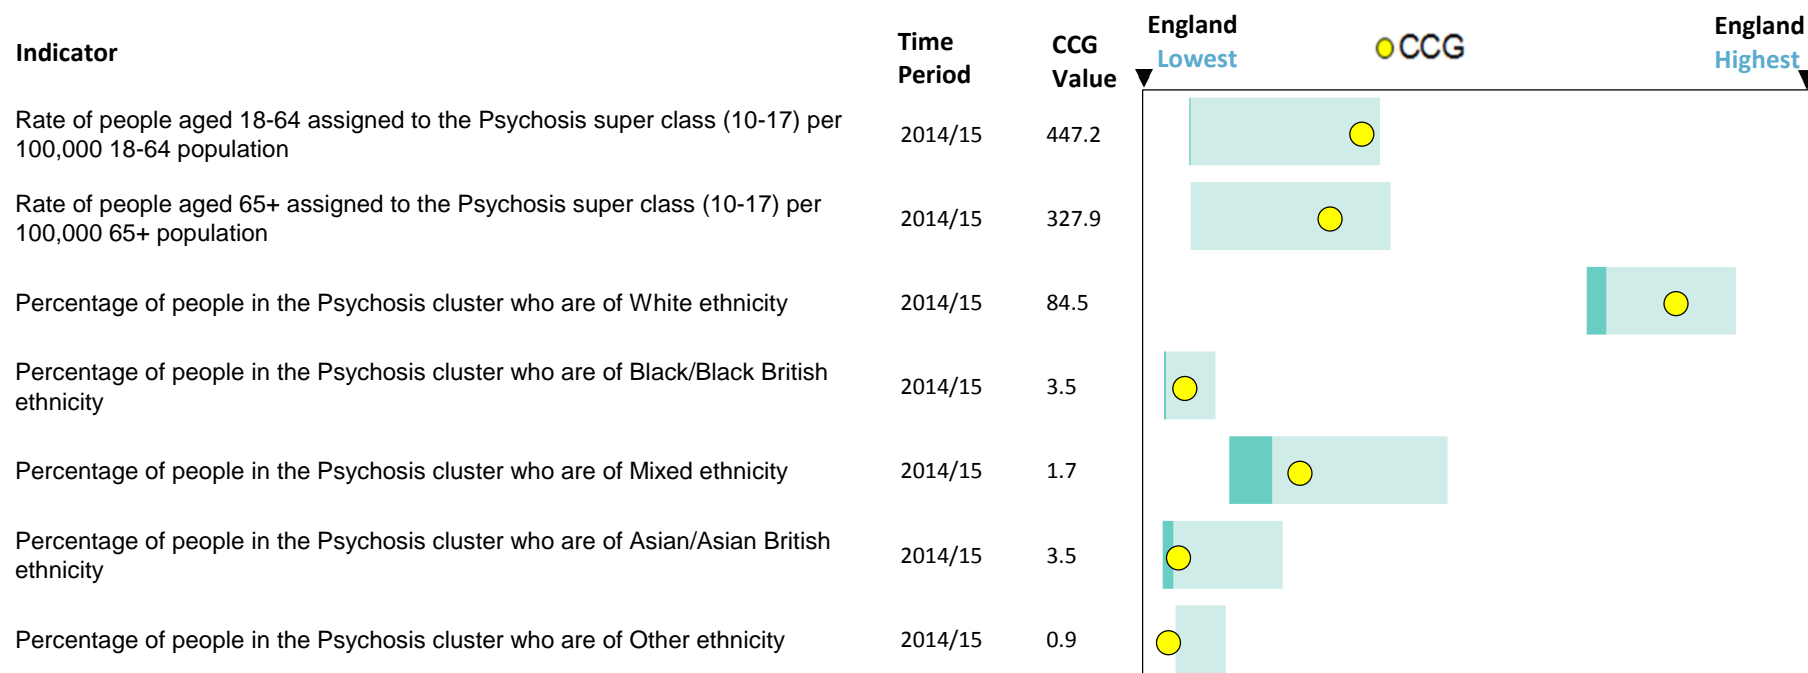 Indicator
Time
Period
CCG
Value
England
Lowest
CCG
England
Highest
Rate of people aged 18-64 assigned to the Psychosis super class (10-17) per
100,000 18-64 population
2014/15
447.2
Rate of people aged 65+ assigned to the Psychosis super class (10-17) per
100,000 65+ population
2014/15
327.9
Percentage of people in the Psychosis cluster who are of White ethnicity
2014/15
84.5
Percentage of people in the Psychosis cluster who are of Black/Black British
ethnicity
2014/15
3.5
Percentage of people in the Psychosis cluster who are of Mixed ethnicity
2014/15
1.7
Percentage of people in the Psychosis cluster who are of Asian/Asian British
ethnicity
2014/15
3.5
Percentage of people in the Psychosis cluster who are of Other ethnicity
2014/15
0.9